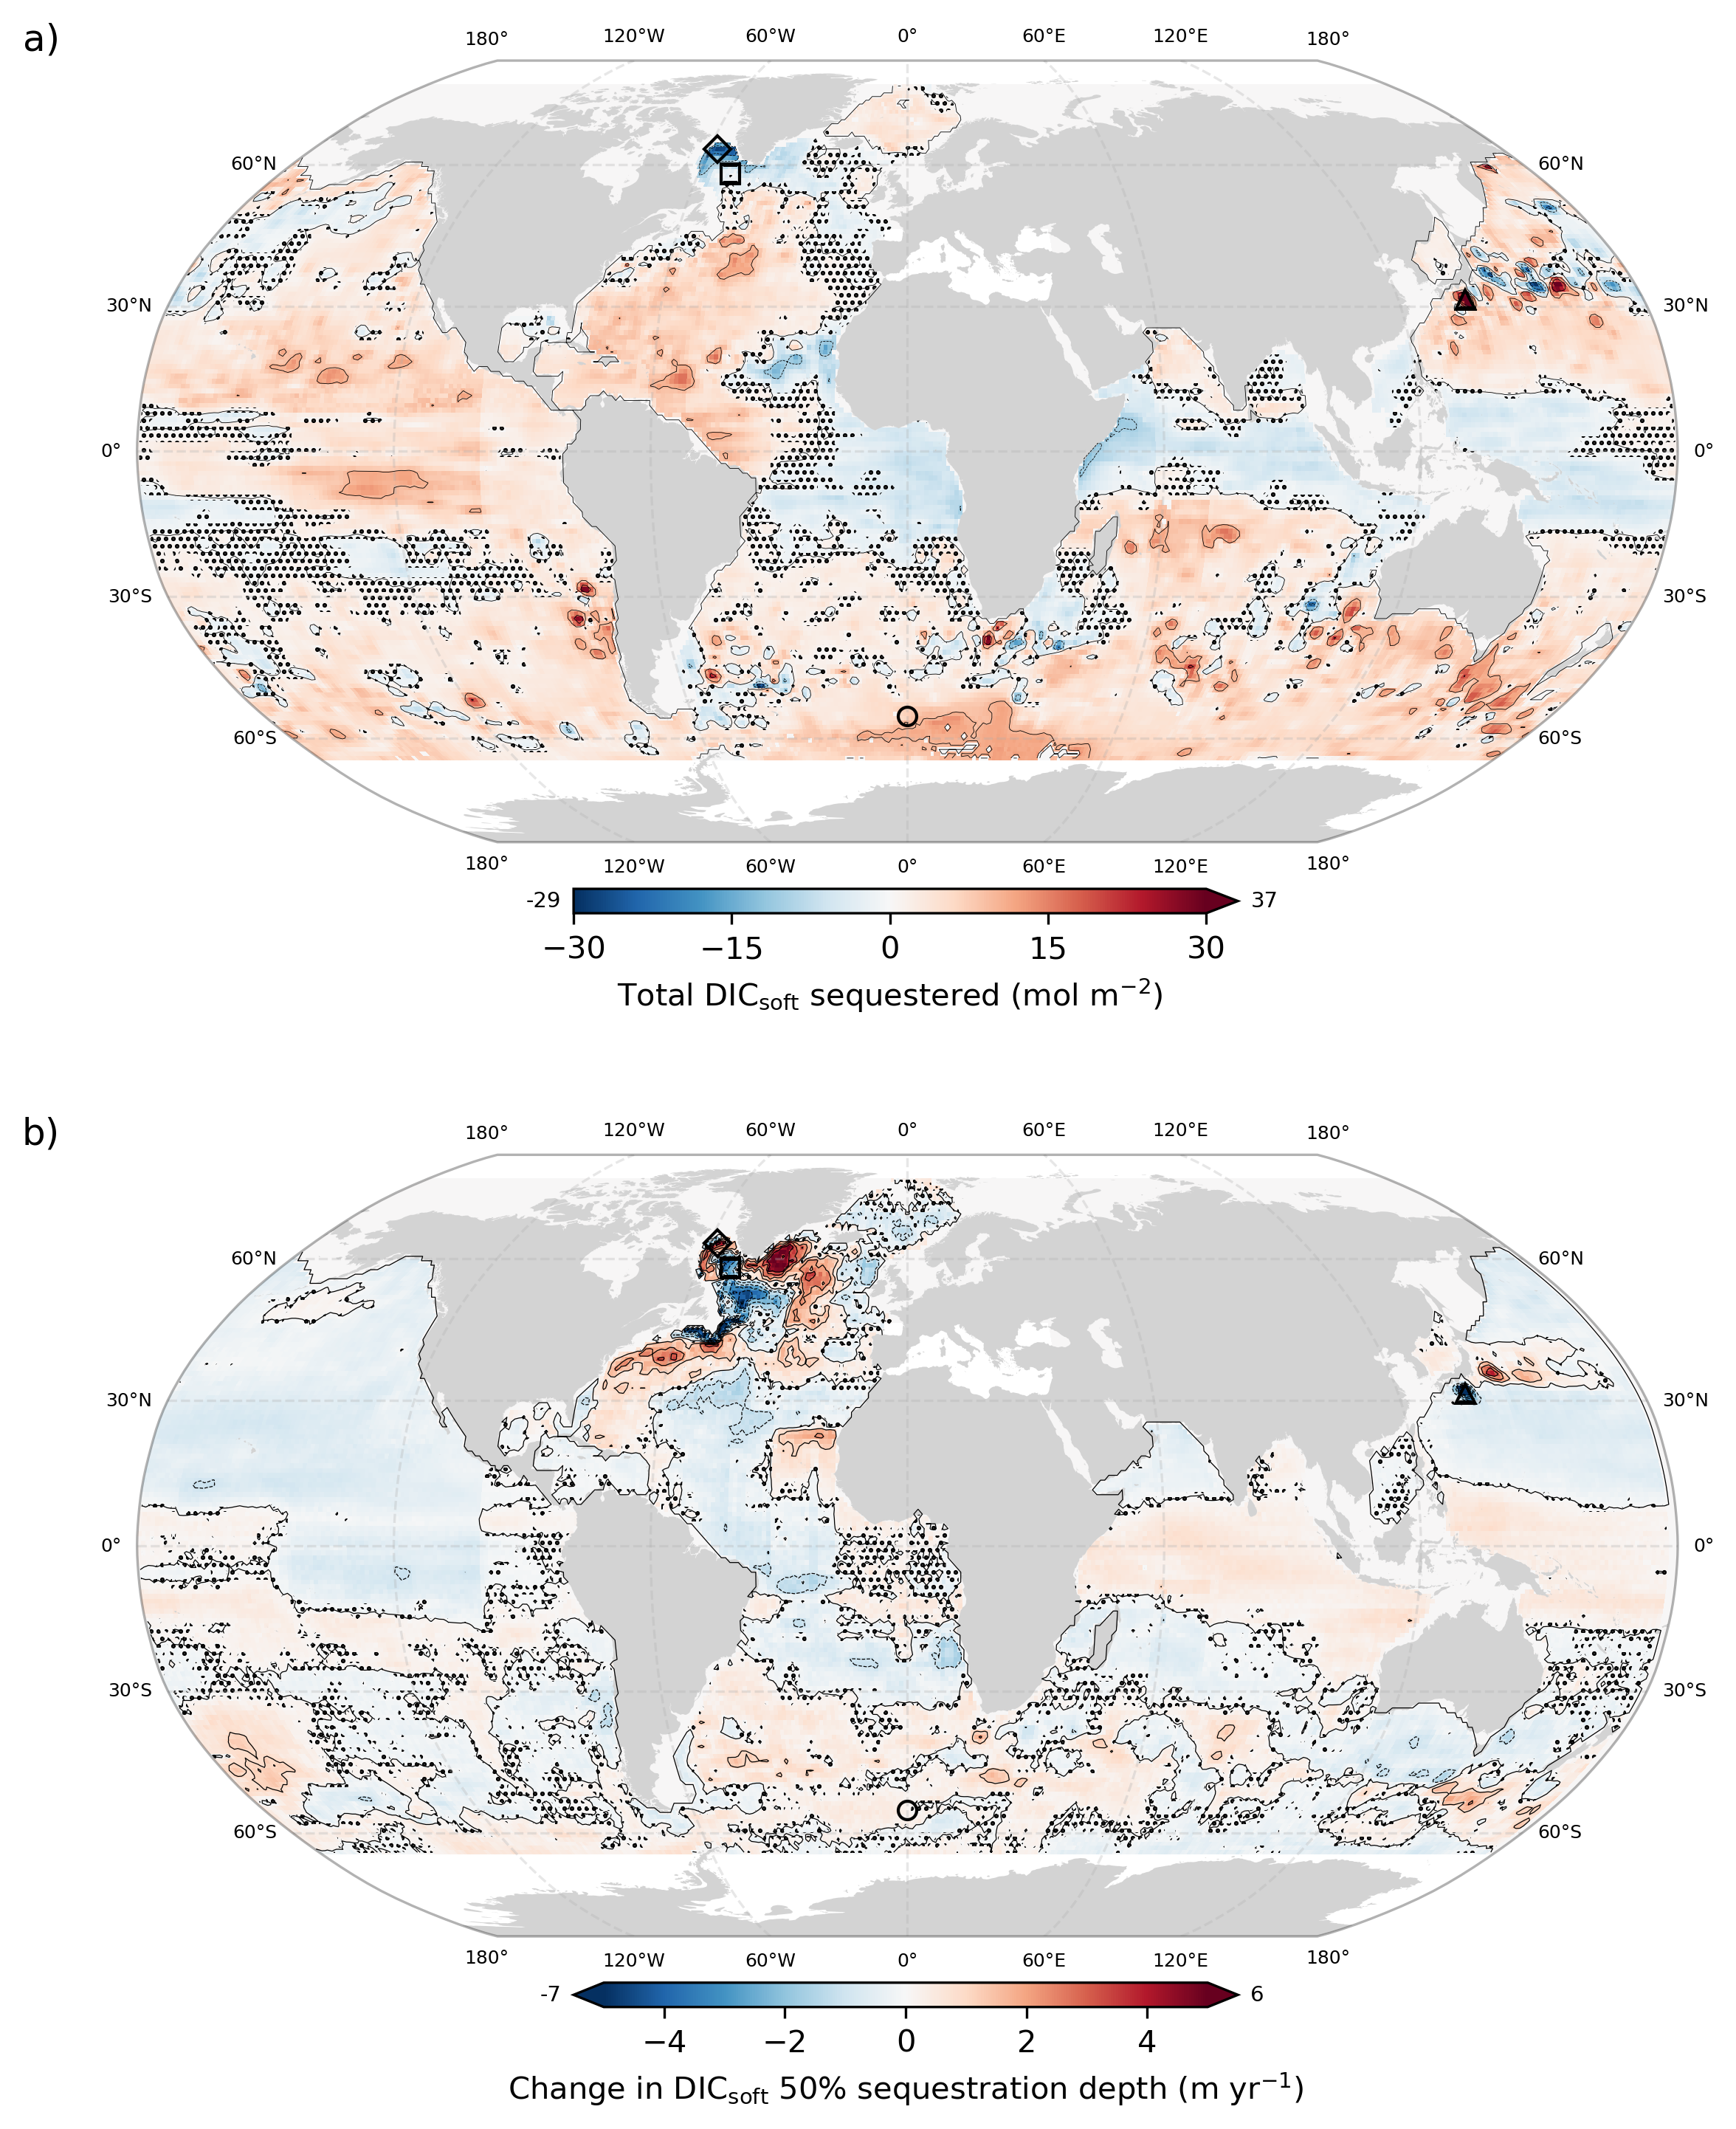 a)
180° 120°W 60°W 0° 60°E 120°E 180°
60°N 60°N
30°N 30°N
0° 0°
30°S 30°S
60°S 60°S
180° 120°W 60°W 0° 60°E 120°E 180°
-29 37
−30 −15 0 15 30
Total DICsoft sequestered (mol m−2)
b)
180° 120°W 60°W 0° 60°E 120°E 180°
60°N 60°N
30°N 30°N
0° 0°
30°S 30°S
60°S 60°S
180° 120°W 60°W 0° 60°E 120°E 180°
-7 6
−4 −2 0 2 4
Change in DICsoft 50% sequestration depth (m yr−1)